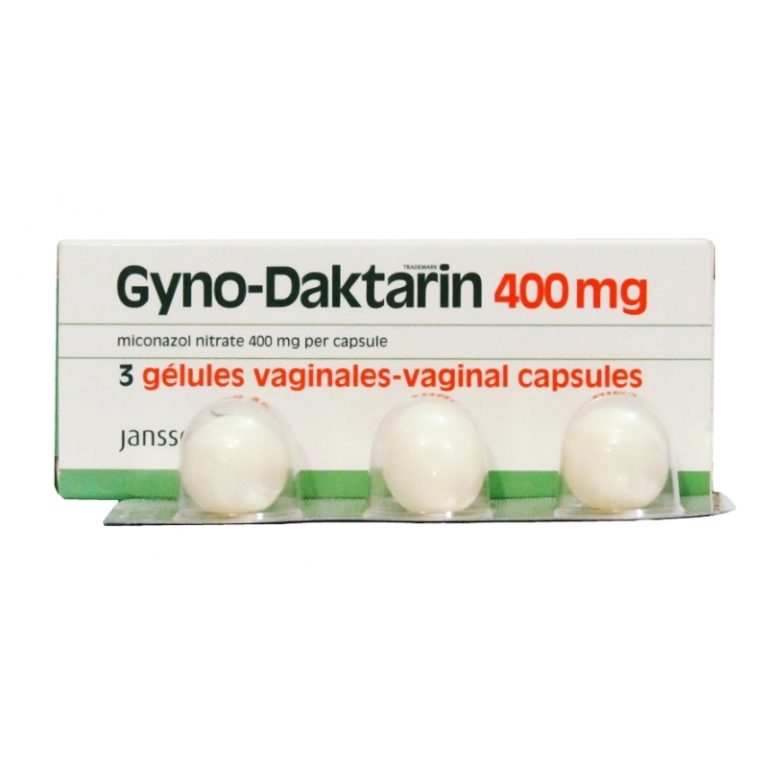 TRADEMARK
Gyno-Daktarin 400 mg
miconazol nitrate 400 mg per capsule
3 gélules vaginales-vaginal capsules